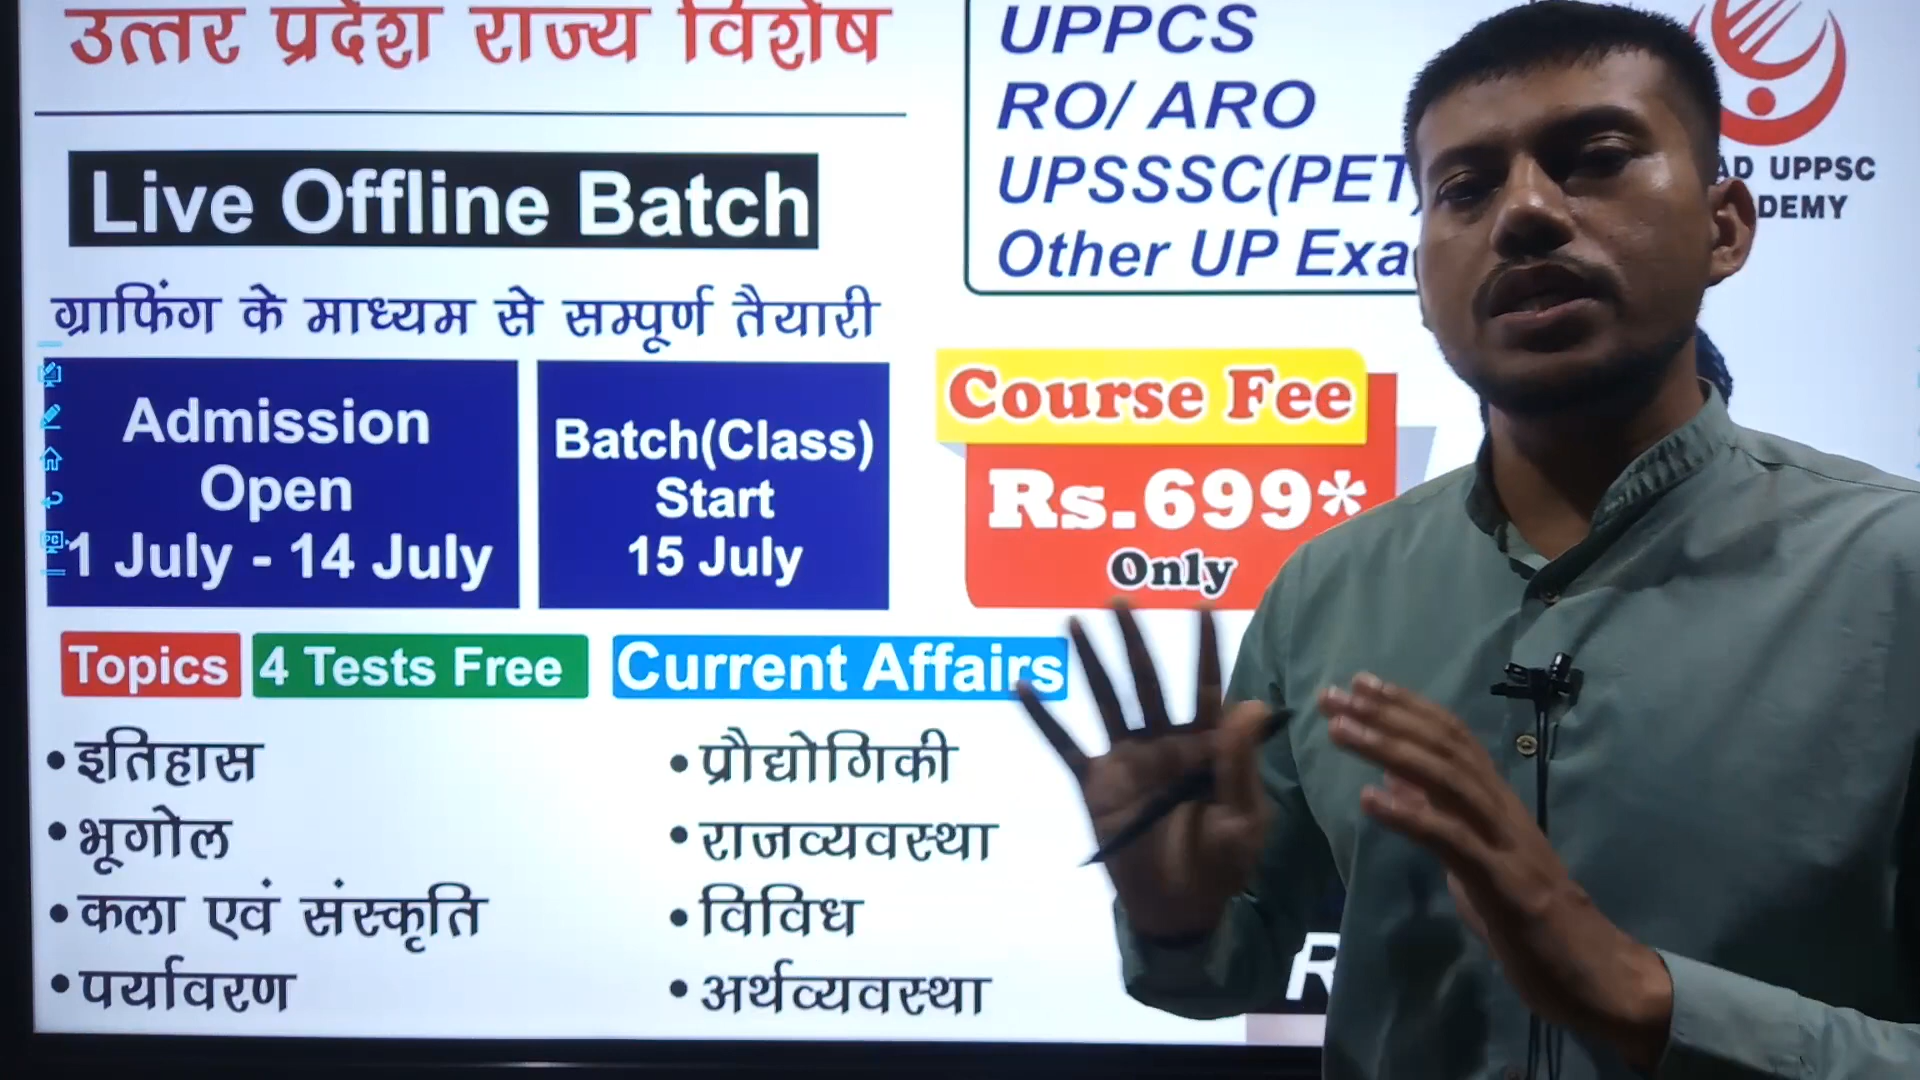 उत्तर प्रदेश राज्य विशेष
Live Offline Batch
ग्राफिंग के माध्यम से सम्पूर्ण तैयारी
Admission
Open
1 July - 14 July
Batch(Class)
Start
15 July
UPPCS
RO/ ARO
UPSSSC(PET)
Other UP Exa
AD UPPSC
DEMY
Course Fee
Rs.699*
Only
Topics
4 Tests Free
Current Affairs
• इतिहास
• भूगोल
• कला एवं संस्कृति
• पर्यावरण
• प्रौद्योगिकी
• राजव्यवस्था
• विविध
• अर्थव्यवस्था
R